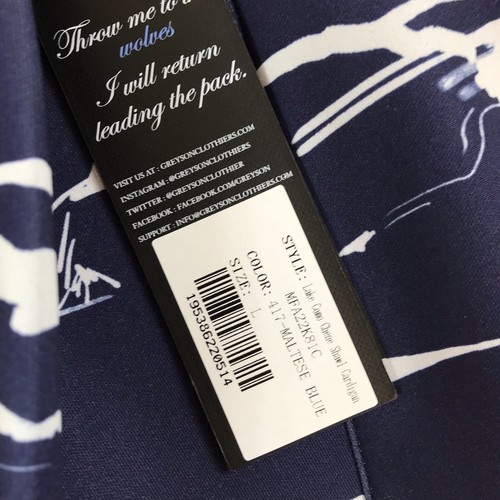 Throw me to
wolves
I will return
leading the pack.
VISIT US AT : GREYSONCLOTHIERS.COM
INSTAGRAM : @GREYSONCLOTHIERS
TWITTER : @GREYSONCLOTHIER
FACEBOOK : FACEBOOK.COM/GREYSON
SUPPORT : INFO@GREYSONCLOTHIERS.COM
STYLE: Lake Como Chene Shawl Cardigan
MFA22K81C
COLOR: 417-MALTESE BLUE
SIZE: L
195386220514